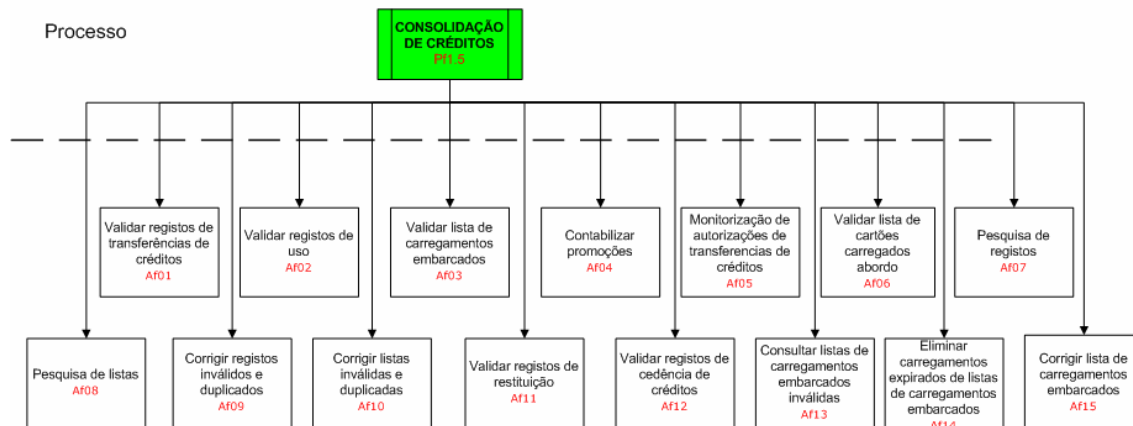 Processo
CONSOLIDAÇÃO
DE CRÉDITOS
Pf1.5
Validar registos de
transferências de
créditos
Af01
Validar registos de
uso
Af02
Validar lista de
carregamentos
embarcados
Af03
Contabilizar
promoções
Af04
Monitorização de
autorizações de
transferencias de
créditos
Af05
Validar lista de
cartões carregados
abordo
Af06
Pesquisa de
registos
Af07
Pesquisa de listas
Af08
Corrigir registos
inválidos e
duplicados
Af09
Corrigir listas
inválidas e
duplicadas
Af10
Validar registos de
restituição
Af11
Validar registos de
cedência de
créditos
Af12
Consultar listas de
carregamentos
embarcados
inválidas
Af13
Eliminar
carregamentos
expirados de listas
de carregamentos
embarcados
Af14
Corrigir lista de
carregamentos
embarcados
Af15